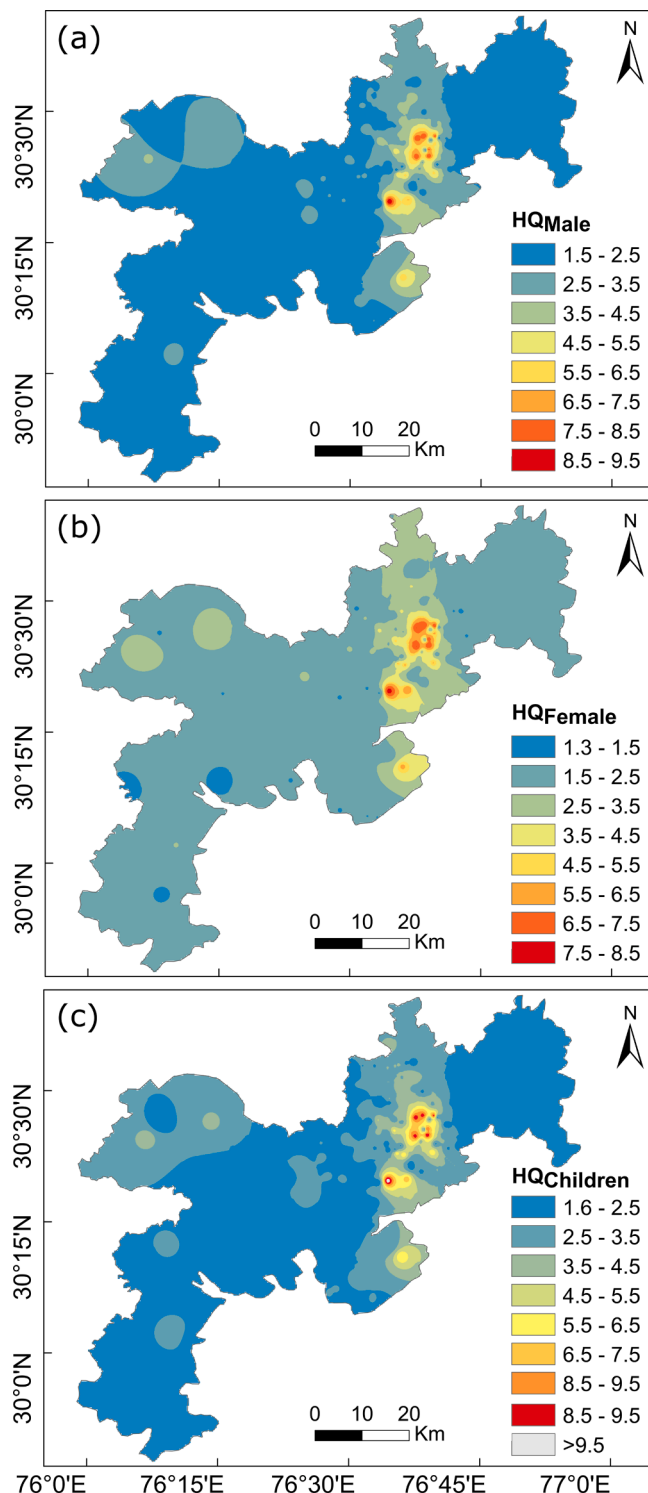 (a)
N
30°30'N
30°15'N
30°0'N
HQMale
1.5 - 2.5
2.5 - 3.5
3.5 - 4.5
4.5 - 5.5
5.5 - 6.5
6.5 - 7.5
7.5 - 8.5
8.5 - 9.5
0 10 20
Km
(b)
N
30°30'N
30°15'N
30°0'N
HQFemale
1.3 - 1.5
1.5 - 2.5
2.5 - 3.5
3.5 - 4.5
4.5 - 5.5
5.5 - 6.5
6.5 - 7.5
7.5 - 8.5
0 10 20
Km
(c)
N
30°30'N
30°15'N
30°0'N
HQChildren
1.6 - 2.5
2.5 - 3.5
3.5 - 4.5
4.5 - 5.5
5.5 - 6.5
6.5 - 7.5
8.5 - 9.5
8.5 - 9.5
>9.5
0 10 20
Km
76°0'E 76°15'E 76°30'E 76°45'E 77°0'E